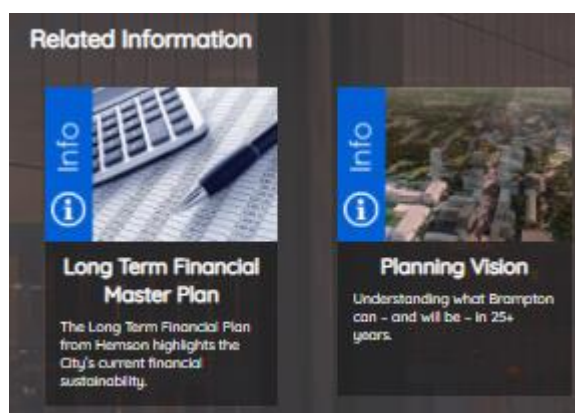 Related Information
Info
Long Term Financial
Master Plan
The Long Term Financial Plan
from Hemson highlights the
City's current financial
sustainability.
Info
Planning Vision
Understanding what Brampton
can – and will be – in 25+
years.